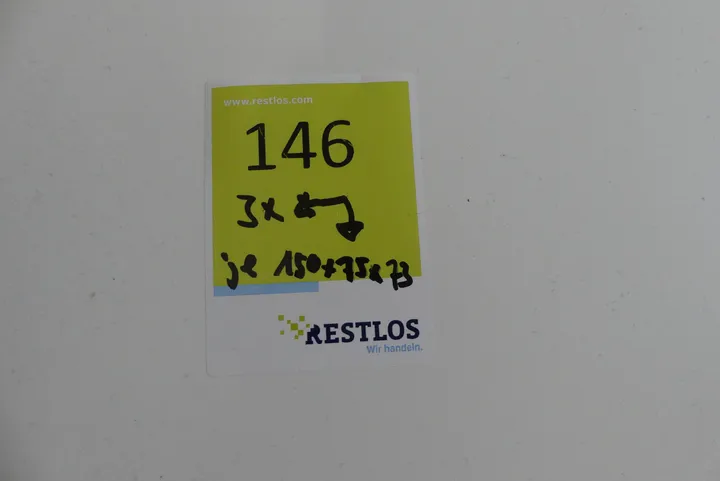 www.restlos.com
146
3x
je 150x75x73
RESTLOS
Wir handeln.